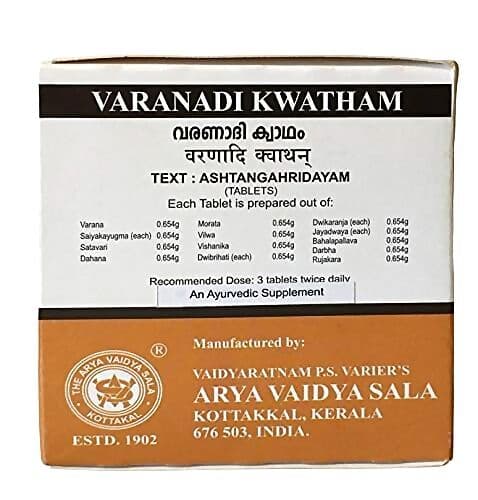 VARANADI KWATHAM
വരണാദി ക്വാഥം
वरणादि क्वाथन्
TEXT : ASHTANGAHRIDAYAM
(TABLETS)
Each Tablet is prepared out of:
Varana 0.654g
Saiyakayugma (each) 0.654g
Satavari 0.654g
Dahana 0.654g
Morata 0.654g
Vilwa 0.654g
Vishanika 0.654g
Dwibrihati (each) 0.654g
Dwikaranja (each) 0.654g
Jayadwaya (each) 0.654g
Bahalapallava 0.654g
Darbha 0.654g
Rujakara 0.654g
Recommended Dose: 3 tablets twice daily
An Ayurvedic Supplement
Manufactured by:
VAIDYARATNAM P.S. VARIER'S
ARYA VAIDYA SALA
KOTTAKKAL, KERALA
676 503, INDIA.
THE ARYA VAIDYA SALA
KOTTAKAL
®
ESTD. 1902